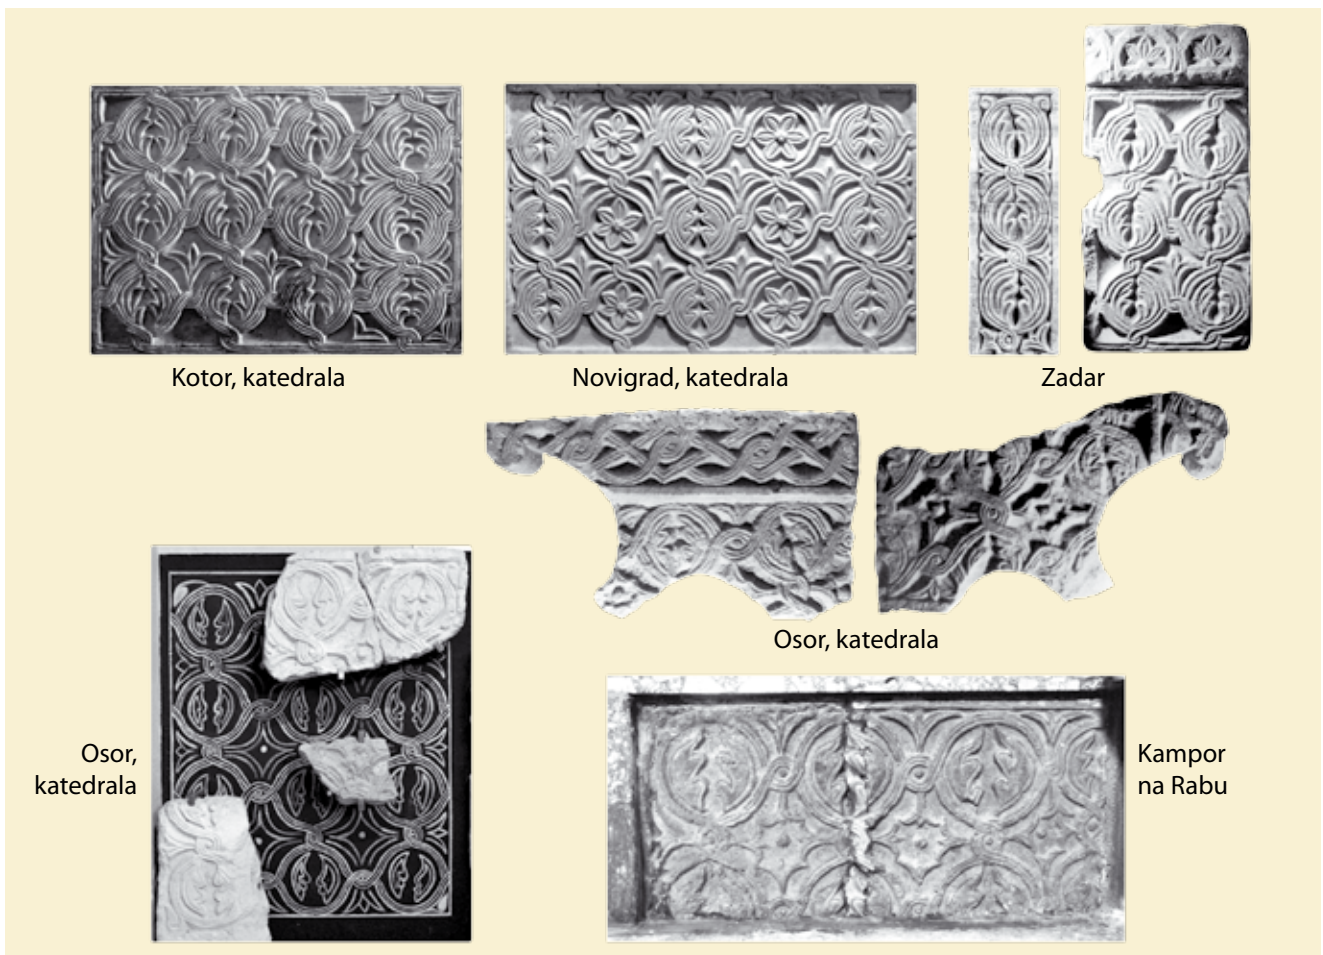 Kotor, katedrala
Novigrad, katedrala
Zadar
Osor, katedrala
Osor,
katedrala
Kampor
na Rabu